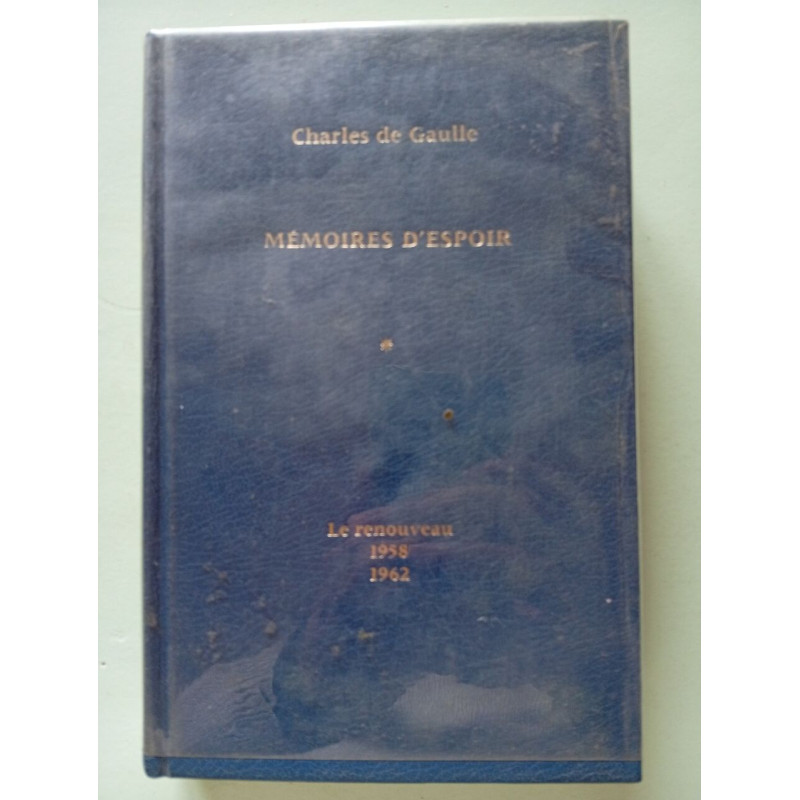 Charles de Gaulle
MÉMOIRES D'ESPOIR
*
Le renouveau
1958
1962